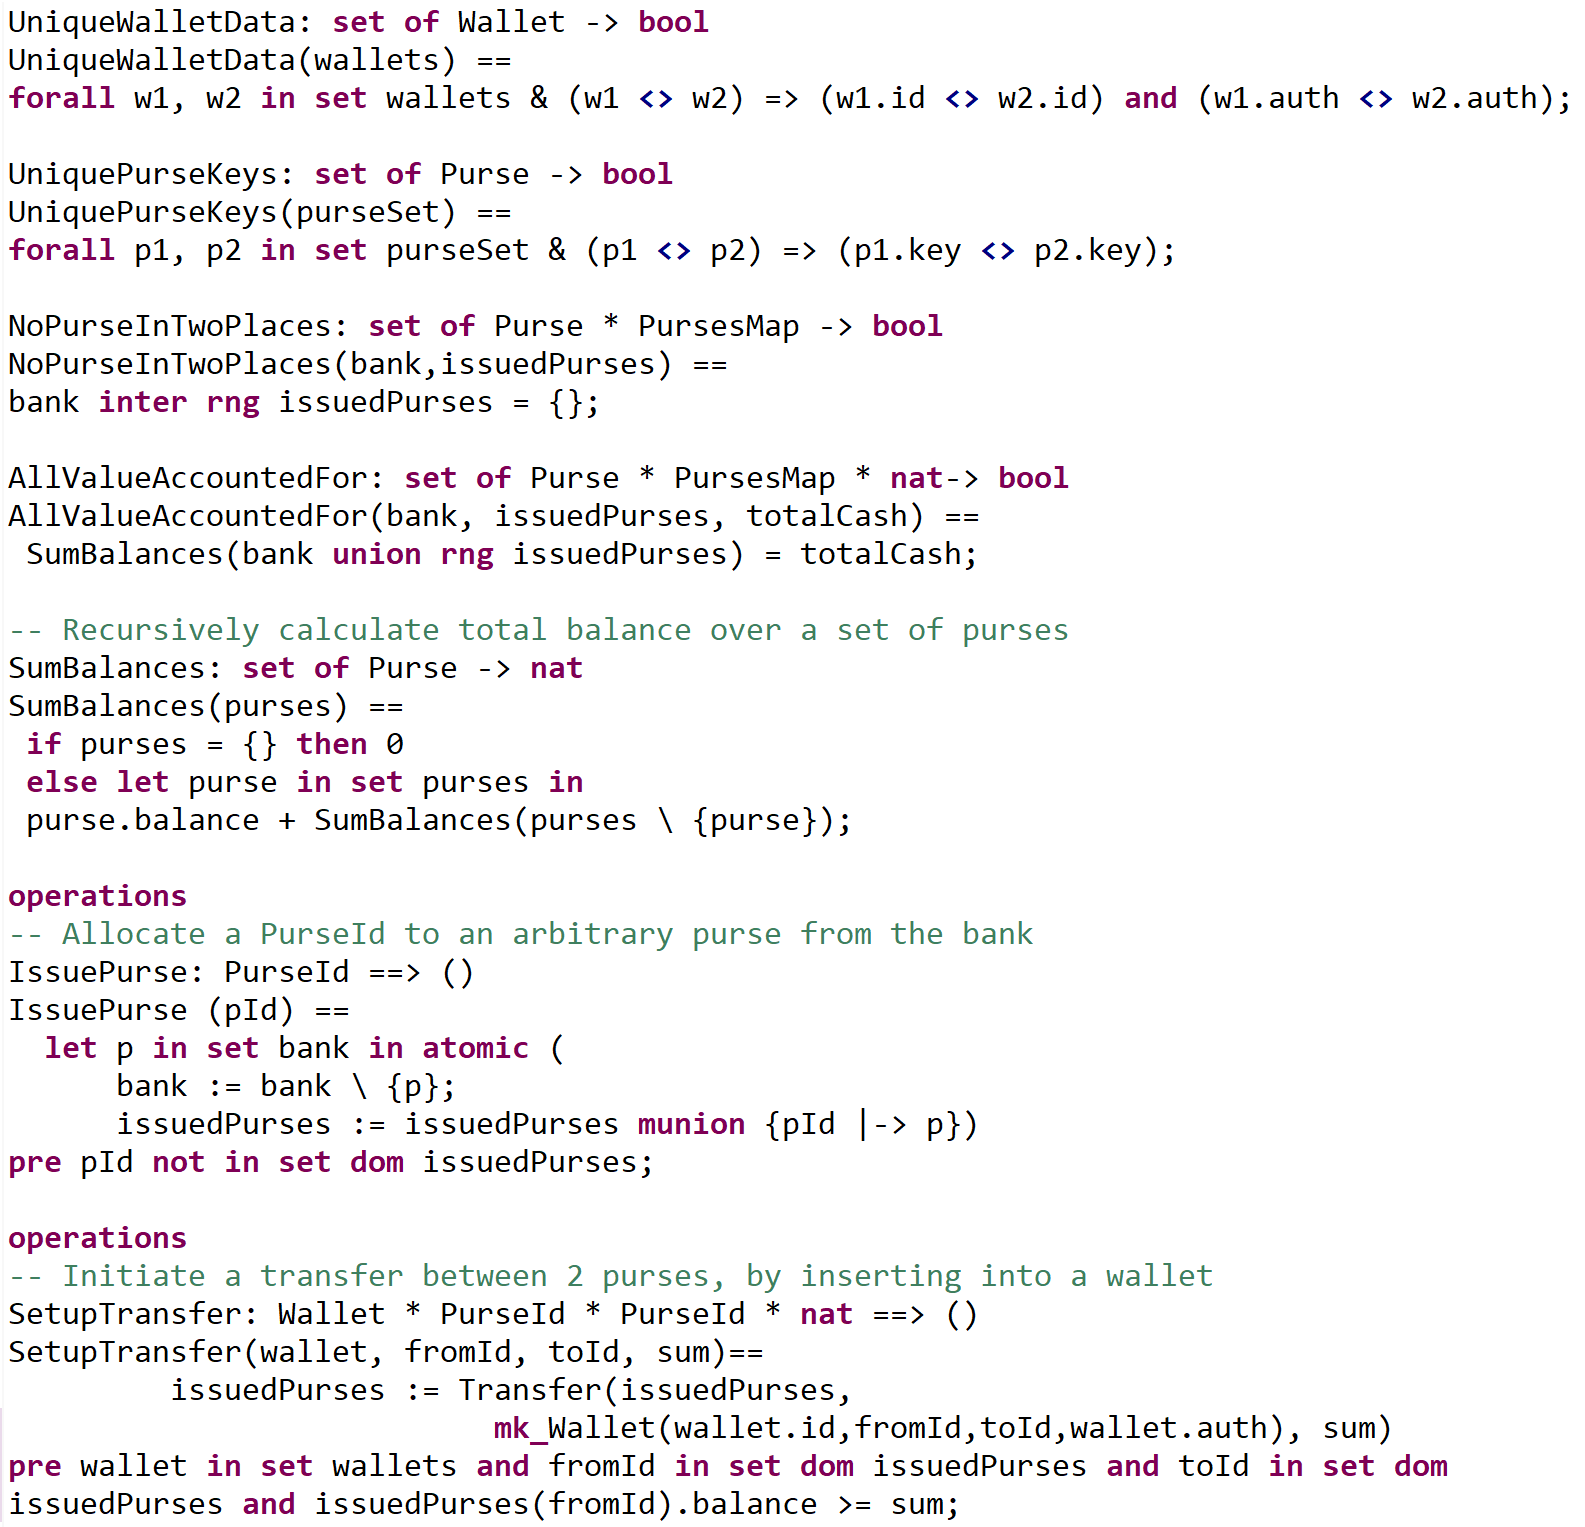 UniqueWalletData: set of Wallet -> bool
UniqueWalletData(wallets) ==
forall w1, w2 in set wallets & (w1 <> w2) => (w1.id <> w2.id) and (w1.auth <> w2.auth);

UniquePurseKeys: set of Purse -> bool
UniquePurseKeys(purseSet) ==
forall p1, p2 in set purseSet & (p1 <> p2) => (p1.key <> p2.key);

NoPurseInTwoPlaces: set of Purse * PursesMap -> bool
NoPurseInTwoPlaces(bank,issuedPurses) ==
bank inter rng issuedPurses = {};

AllValueAccountedFor: set of Purse * PursesMap * nat-> bool
AllValueAccountedFor(bank, issuedPurses, totalCash) ==
 SumBalances(bank union rng issuedPurses) = totalCash;

-- Recursively calculate total balance over a set of purses
SumBalances: set of Purse -> nat
SumBalances(purses) ==
 if purses = {} then 0
 else let purse in set purses in
 purse.balance + SumBalances(purses \ {purse});

operations
-- Allocate a PurseId to an arbitrary purse from the bank
IssuePurse: PurseId ==> ()
IssuePurse (pId) ==
  let p in set bank in atomic (
      bank := bank \ {p};
      issuedPurses := issuedPurses munion {pId |-> p})
pre pId not in set dom issuedPurses;

operations
-- Initiate a transfer between 2 purses, by inserting into a wallet
SetupTransfer: Wallet * PurseId * PurseId * nat ==> ()
SetupTransfer(wallet, fromId, toId, sum)==
         issuedPurses := Transfer(issuedPurses,
                           mk_Wallet(wallet.id,fromId,toId,wallet.auth), sum)
pre wallet in set wallets and fromId in set dom issuedPurses and toId in set dom
issuedPurses and issuedPurses(fromId).balance >= sum;